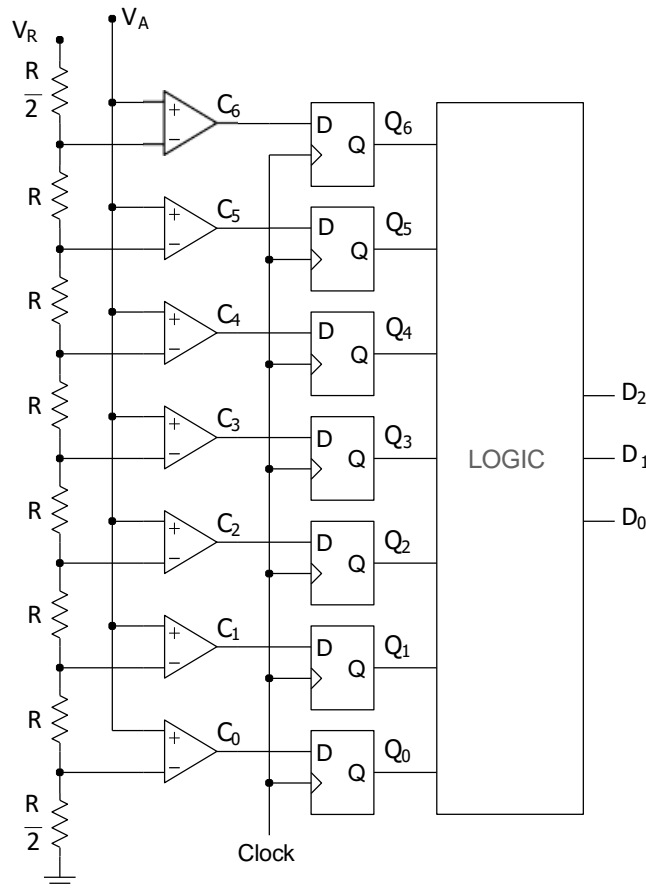 V_R
V_A
R
2
C6
D
Q
Q6
R
C5
D
Q
Q5
R
C4
D
Q
Q4
R
C3
D
Q
Q3
LOGIC
D2
D1
D0
R
C2
D
Q
Q2
R
C1
D
Q
Q1
R
C0
D
Q
Q0
R
2
Clock
+
−
+
−
+
−
+
−
+
−
+
−
+
−